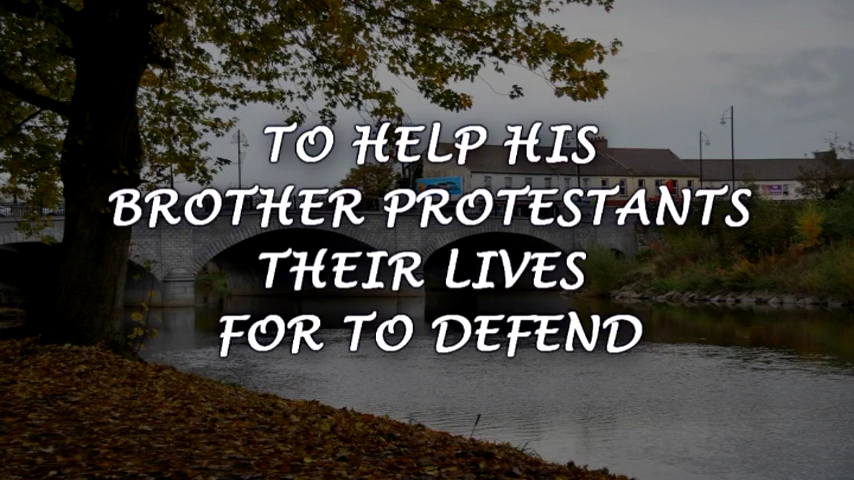 TO HELP HIS
BROTHER PROTESTANTS
THEIR LIVES
FOR TO DEFEND